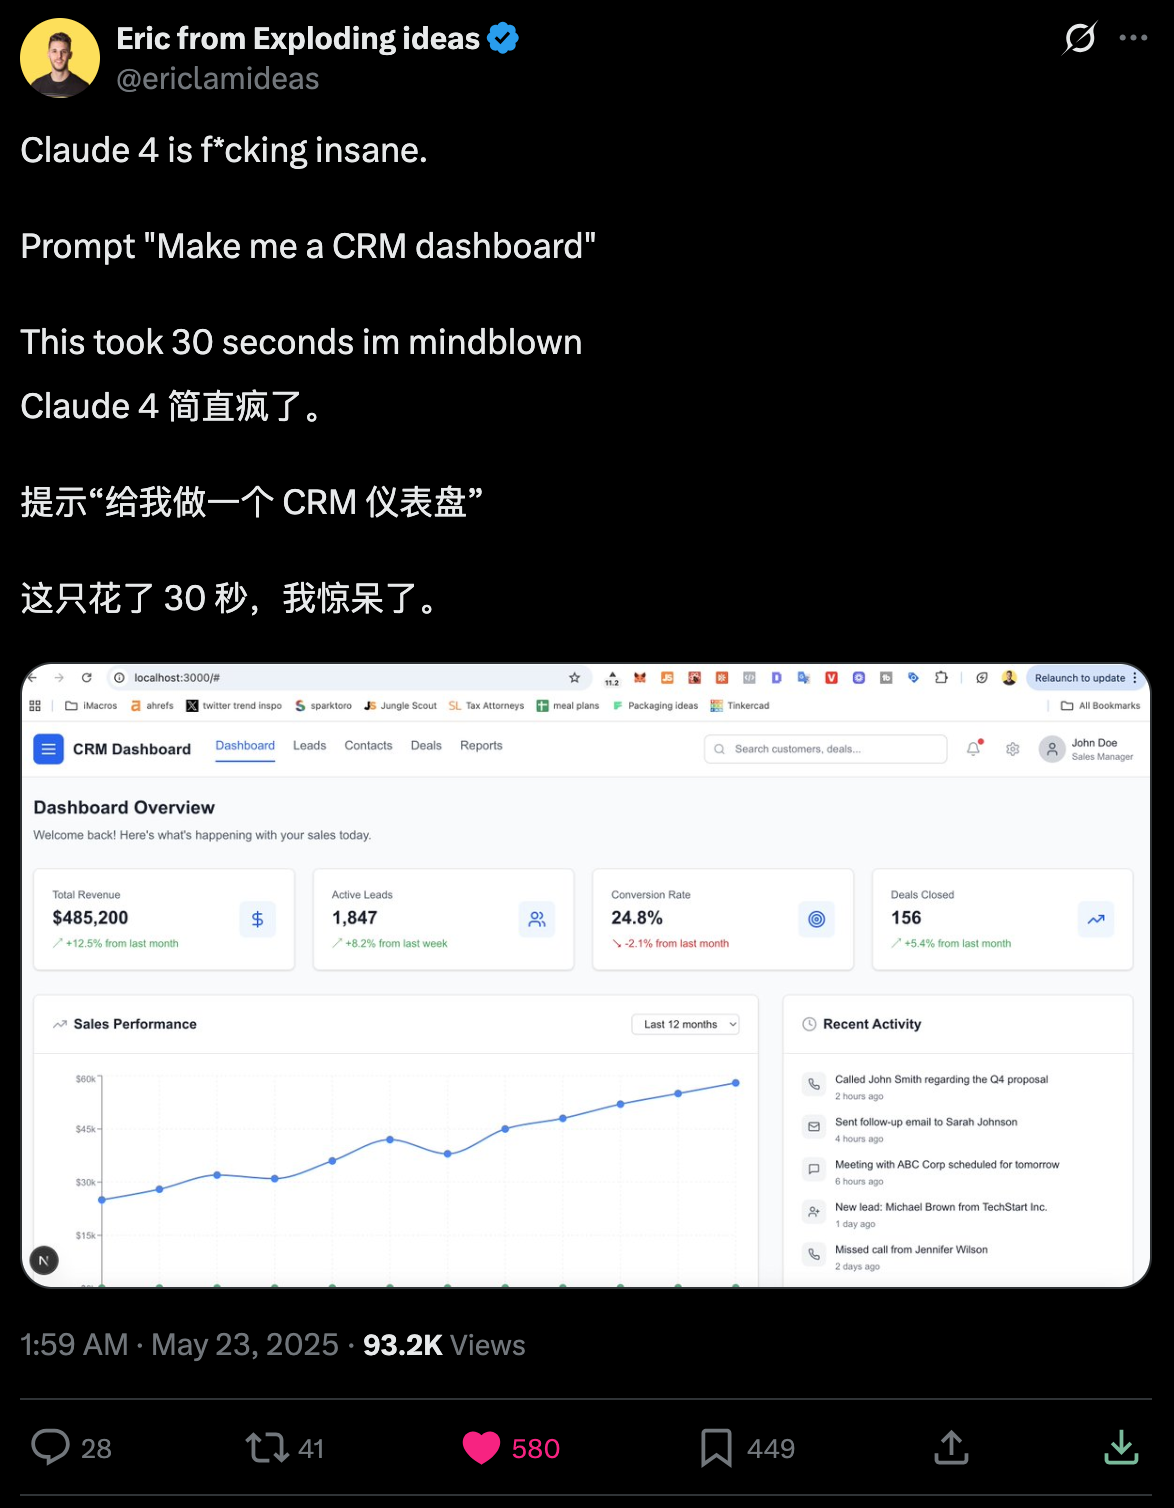 Eric from Exploding ideas
@ericlamideas
Claude 4 is f*cking insane.
Prompt "Make me a CRM dashboard"
This took 30 seconds im mindblown
Claude 4 简直疯了。
提示“给我做一个 CRM 仪表盘”
这只花了 30 秒，我惊呆了。
localhost:3000/#
11.2
Relaunch to update
iMacros ahrefs twitter trend inspo sparktoro Jungle Scout Tax Attorneys meal plans Packaging ideas Tinkercad All Bookmarks
CRM Dashboard Dashboard Leads Contacts Deals Reports Search customers, deals... John Doe
Sales Manager
Dashboard Overview
Welcome back! Here's what's happening with your sales today.
Total Revenue
$485,200
+12.5% from last month
Active Leads
1,847
+8.2% from last week
Conversion Rate
24.8%
-2.1% from last month
Deals Closed
156
+5.4% from last month
Sales Performance
Last 12 months
$60k
$45k
$30k
$15k
N
Recent Activity
Called John Smith regarding the Q4 proposal
2 hours ago
Sent follow-up email to Sarah Johnson
4 hours ago
Meeting with ABC Corp scheduled for tomorrow
6 hours ago
New lead: Michael Brown from TechStart Inc.
1 day ago
Missed call from Jennifer Wilson
2 days ago
1:59 AM · May 23, 2025 · 93.2K Views
28 41 580 449